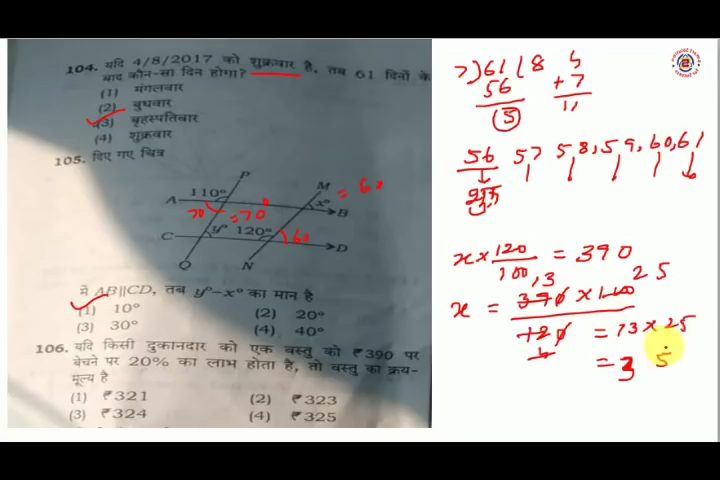 104. यदि 4/8/2017 को शुक्रवार है, तब 61 दिनों के
बाद कौन-सा दिन होगा?
(1) मंगलवार
(2) बुधवार
(3) बृहस्पतिवार
(4) शुक्रवार
105. दिए गए चित्र
P
M = 60
A 110° x° B
70 = 70
C y° 120° 60 D
Q N
में AB||CD, तब y°−x° का मान है
(1) 10° (2) 20°
(3) 30° (4) 40°
106. यदि किसी दुकानदार को एक वस्तु को ₹390 पर
बेचने पर 20% का लाभ होता है, तो वस्तु का क्रय-
मूल्य है
(1) ₹321 (2) ₹323
(3) ₹324 (4) ₹325
7)61(8 5
56 +7
5 11
56 57 58,59,60,61
x×120/100 = 390
13 25
x = 390×100
120 = 13×25
= 3 5